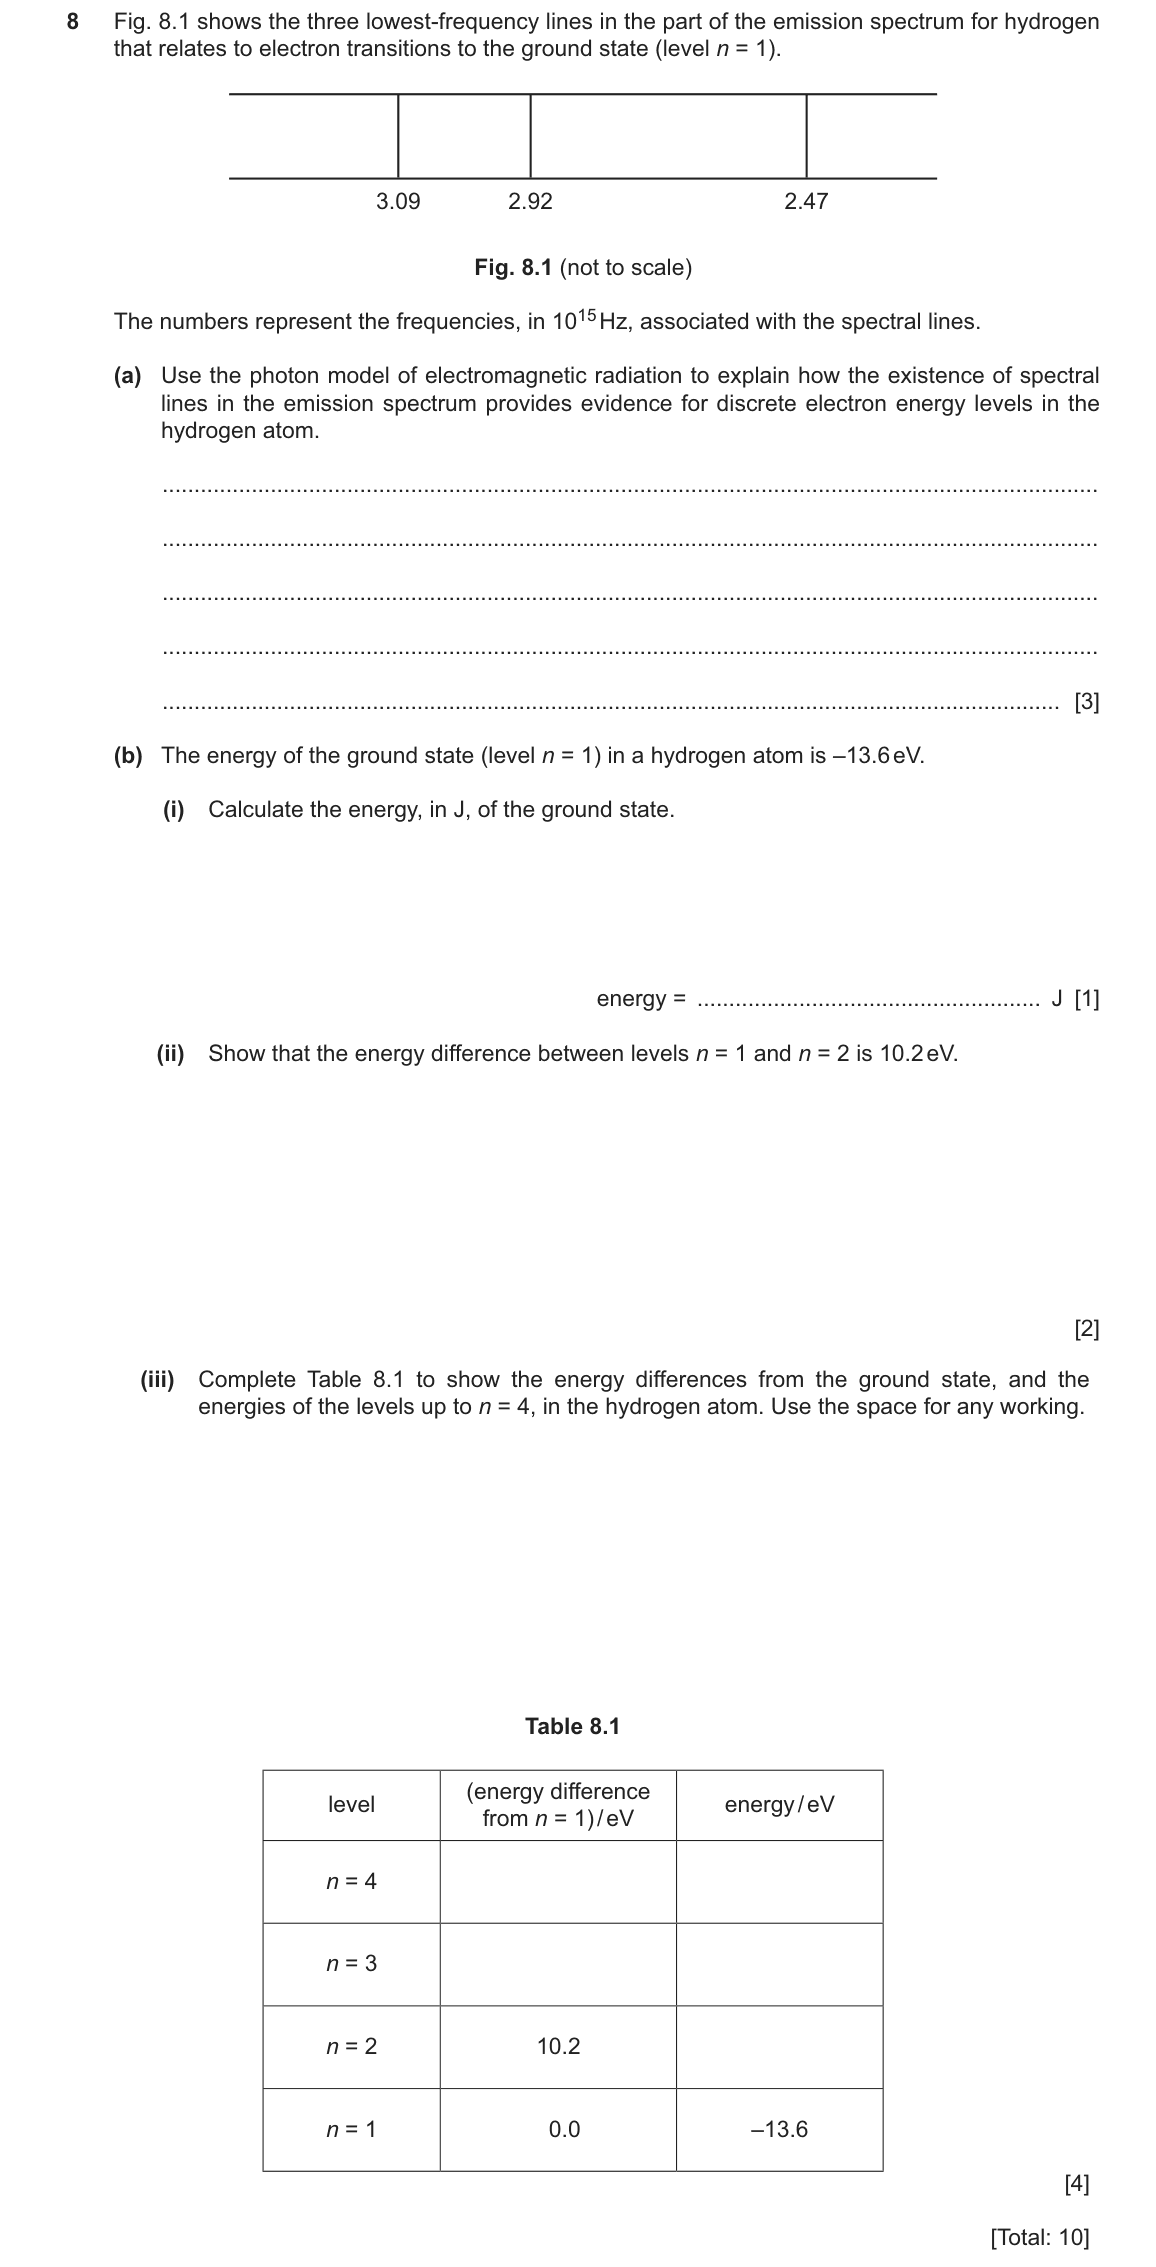 8 Fig. 8.1 shows the three lowest-frequency lines in the part of the emission spectrum for hydrogen
that relates to electron transitions to the ground state (level n = 1).
3.09 2.92 2.47
Fig. 8.1 (not to scale)
The numbers represent the frequencies, in 10¹⁵ Hz, associated with the spectral lines.
(a) Use the photon model of electromagnetic radiation to explain how the existence of spectral
lines in the emission spectrum provides evidence for discrete electron energy levels in the
hydrogen atom.
..........................................................................................
..........................................................................................
..........................................................................................
..........................................................................................
..................................................................................... [3]
(b) The energy of the ground state (level n = 1) in a hydrogen atom is –13.6 eV.
(i) Calculate the energy, in J, of the ground state.
energy = ...................................................... J [1]
(ii) Show that the energy difference between levels n = 1 and n = 2 is 10.2 eV.
[2]
(iii) Complete Table 8.1 to show the energy differences from the ground state, and the
energies of the levels up to n = 4, in the hydrogen atom. Use the space for any working.
Table 8.1
level (energy difference from n = 1) / eV energy / eV
n = 4
n = 3
n = 2 10.2
n = 1 0.0 –13.6
[4]
[Total: 10]